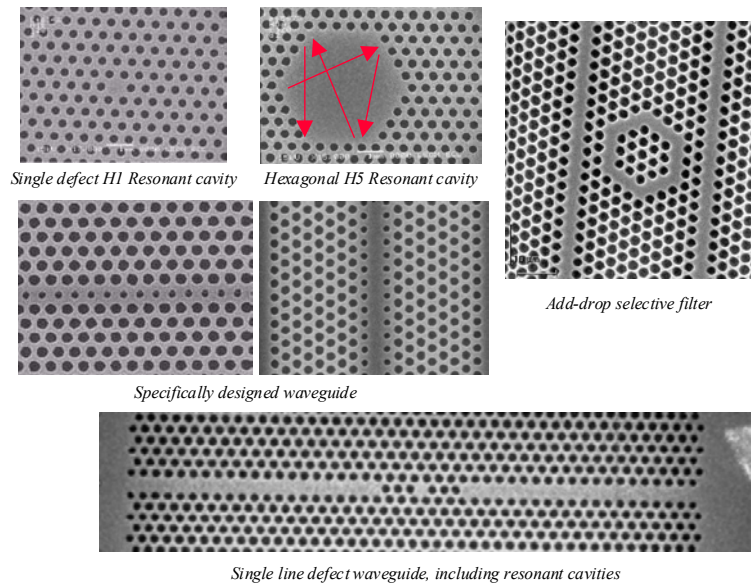 Single defect H1 Resonant cavity
Hexagonal H5 Resonant cavity
Add-drop selective filter
Specifically designed waveguide
Single line defect waveguide, including resonant cavities